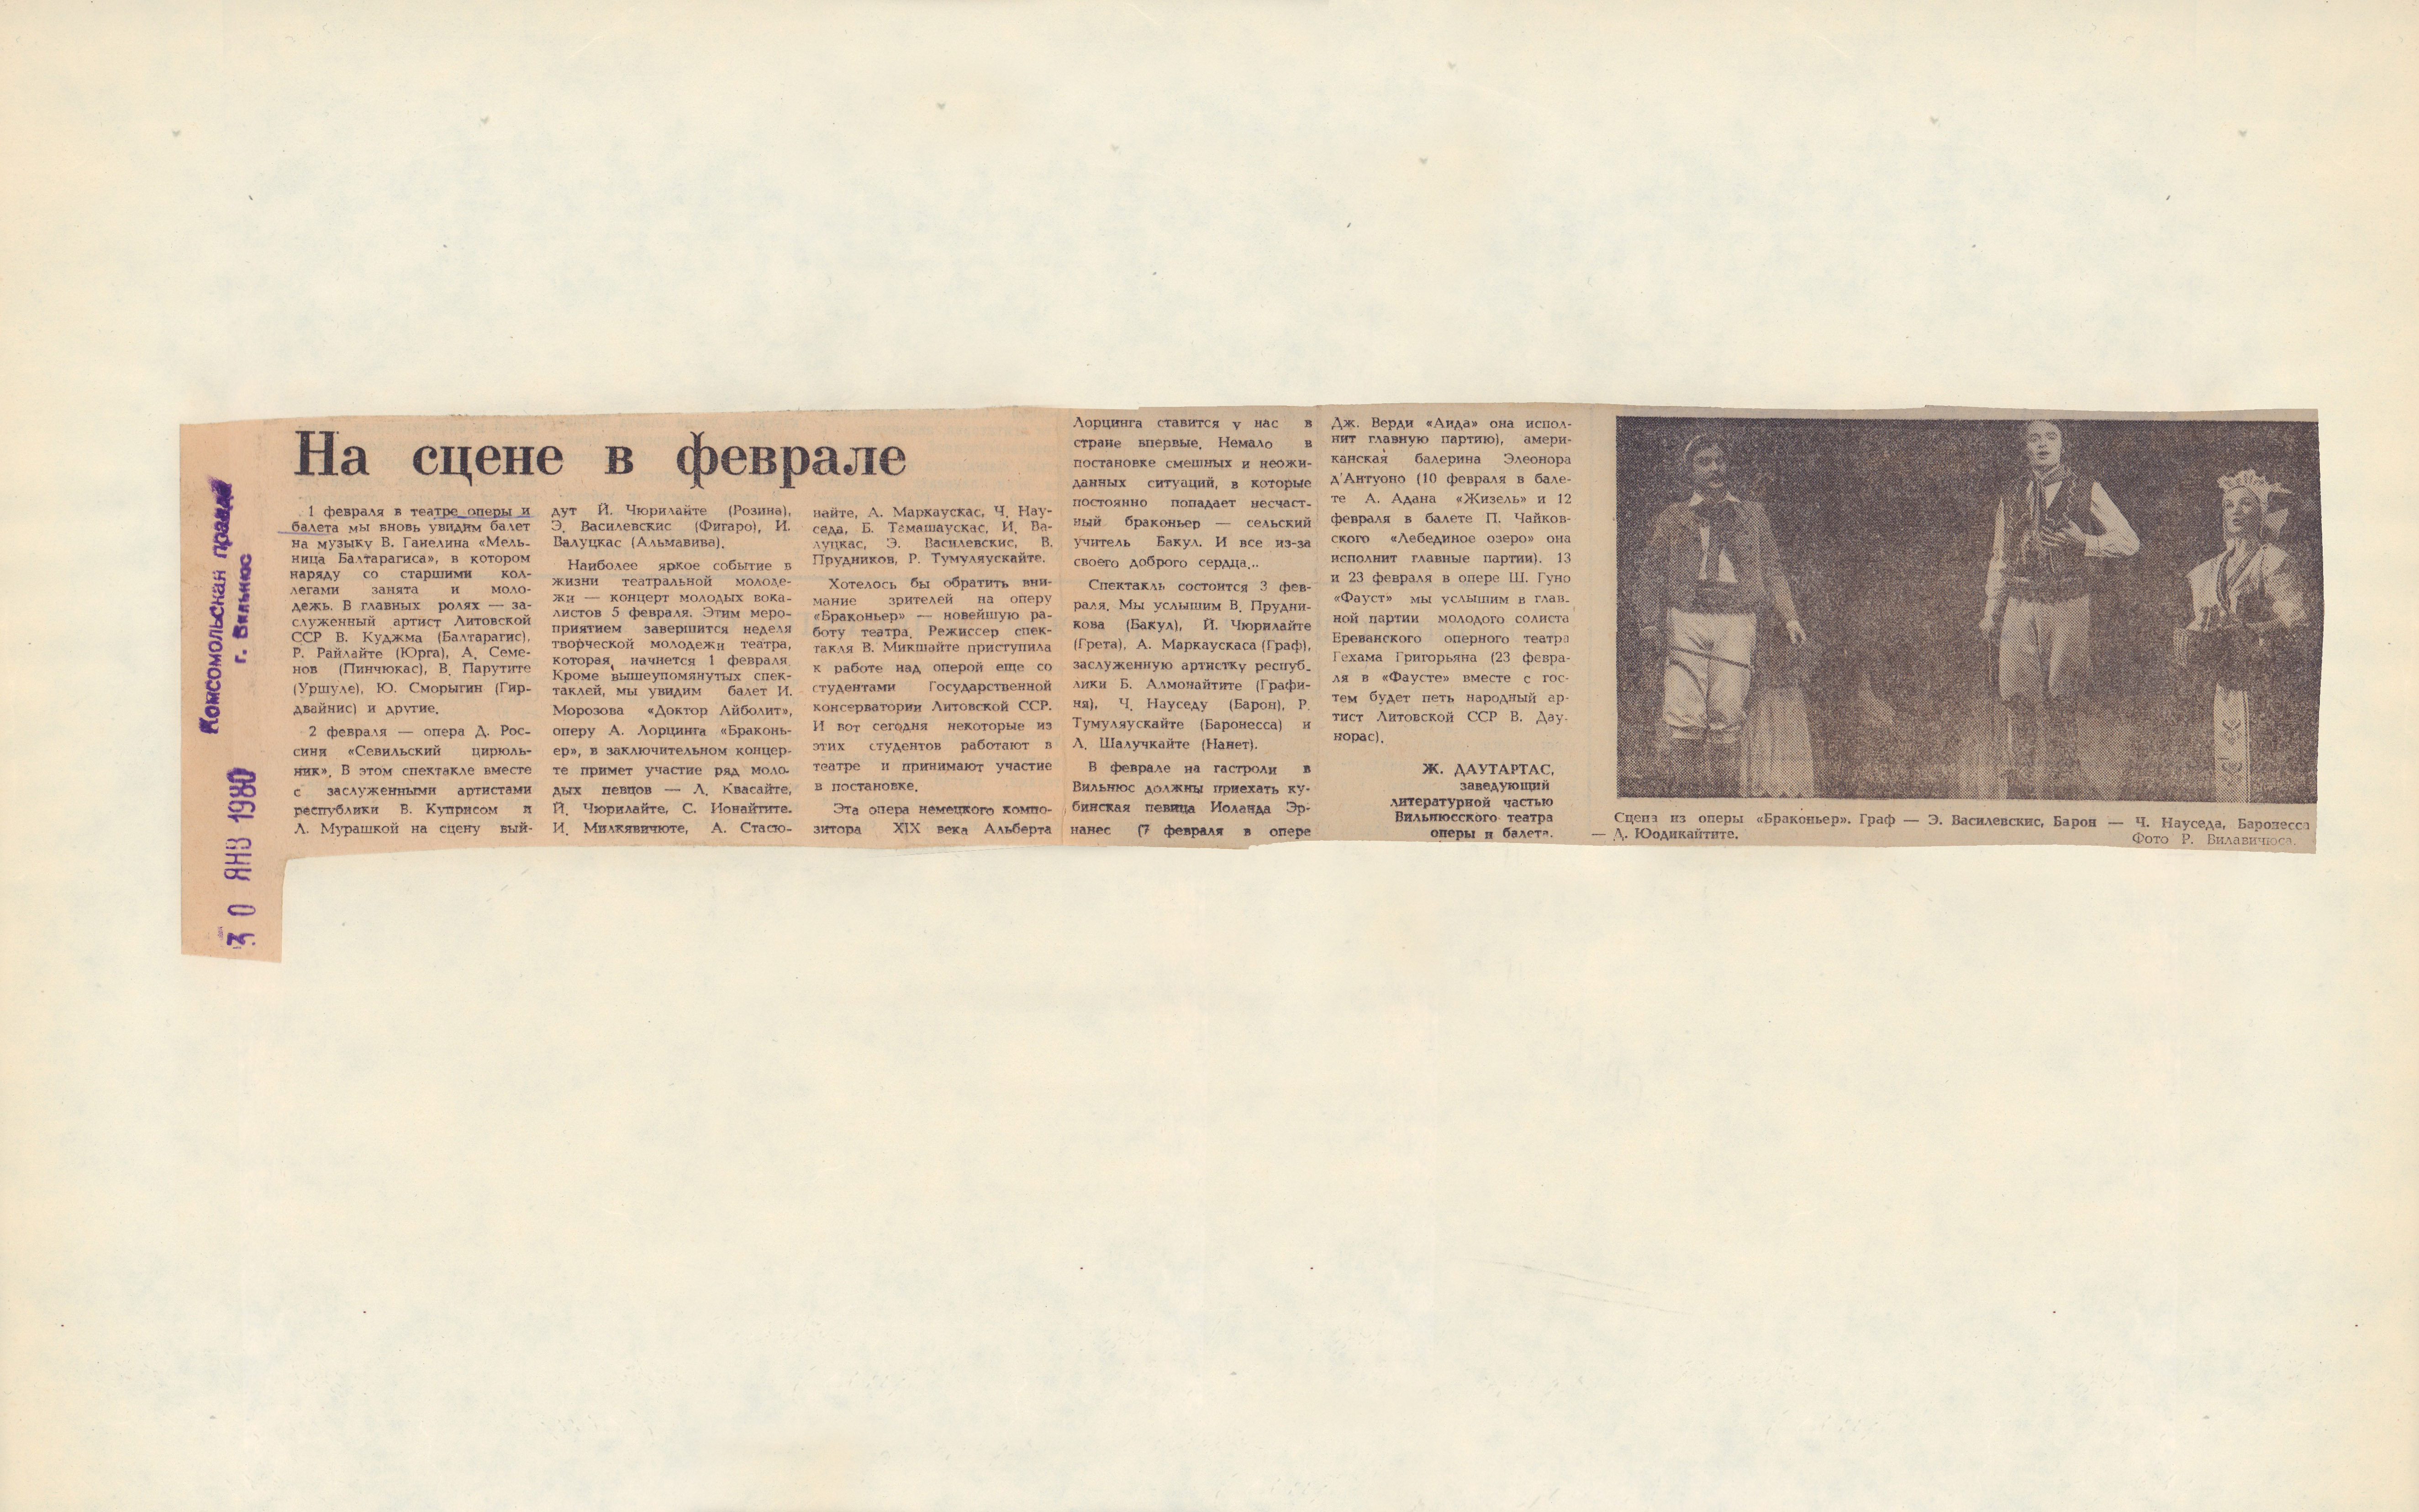 Комсомольская правда
г. Вильнюс
30 ЯНВ 1980
На сцене в феврале
1 февраля в театре оперы и
балета мы вновь увидим балет
на музыку В. Ганелина «Мель-
ница Балтарагиса», в котором
наряду со старшими кол-
легами занята и моло-
дежь. В главных ролях — за-
служенный артист Литовской
ССР В. Куджма (Балтарагис),
Р. Райлайте (Юрга), А. Семе-
нов (Пинчюкас), В. Парутите
(Уршуле), Ю. Сморыгин (Гир-
двайнис) и другие.
2 февраля — опера Д. Рос-
сини «Севильский цирюль-
ник». В этом спектакле вместе
с заслуженными артистами
республики В. Куприсом и
Л. Мурашкой на сцену вый-
дут Й. Чюрилайте (Розина),
Э. Василевскис (Фигаро), И.
Валуцкас (Альмавива).
Наиболее яркое событие в
жизни театральной молоде-
жи — концерт молодых вока-
листов 5 февраля. Этим меро-
приятием завершится неделя
творческой молодежи театра,
которая начнется 1 февраля.
Кроме вышеупомянутых спек-
таклей, мы увидим балет И.
Морозова «Доктор Айболит»,
оперу А. Лорцинга «Браконь-
ер», в заключительном концер-
те примет участие ряд моло-
дых певцов — Л. Квасайте,
Й. Чюрилайте, С. Ионайтите.
И. Милкявичюте, А. Стасю-
найте, А. Маркаускас, Ч. Нау-
седа, Б. Тамашаускас, И. Ва-
луцкас, Э. Василевскис, В.
Прудников, Р. Тумуляускайте.
Хотелось бы обратить вни-
мание зрителей на оперу
«Браконьер» — новейшую ра-
боту театра. Режиссер спек-
такля В. Микшайте приступила
к работе над оперой еще со
студентами Государственной
консерватории Литовской ССР.
И вот сегодня некоторые из
этих студентов работают в
театре и принимают участие
в постановке.
Эта опера немецкого компо-
зитора XIX века Альберта
Лорцинга ставится у нас в
стране впервые. Немало в
постановке смешных и неожи-
данных ситуаций, в которые
постоянно попадает несчаст-
ный браконьер — сельский
учитель Бакул. И все из-за
своего доброго сердца...
Спектакль состоится 3 фев-
раля. Мы услышим В. Прудни-
кова (Бакул), Й. Чюрилайте
(Грета), А. Маркаускаса (Граф),
заслуженную артистку респуб-
лики Б. Алмонайтите (Графи-
ня), Ч. Науседу (Барон), Р.
Тумуляускайте (Баронесса) и
Л. Шалучкайте (Нанет).
В феврале на гастроли в
Вильнюс должны приехать ку-
бинская певица Иоланда Эр-
нанес (7 февраля в опере
Дж. Верди «Аида» она испол-
нит главную партию), амери-
канская балерина Элеонора
д'Антуоно (10 февраля в бале-
те А. Адана «Жизель» и 12
февраля в балете П. Чайков-
ского «Лебединое озеро» она
исполнит главные партии). 13
и 23 февраля в опере Ш. Гуно
«Фауст» мы услышим в глав-
ной партии молодого солиста
Ереванского оперного театра
Гехама Григорьяна (23 февра-
ля в «Фаусте» вместе с гос-
тем будет петь народный ар-
тист Литовской ССР В. Дау-
норас).
Ж. ДАУТАРТАС,
заведующий
литературной частью
Вильнюсского театра
оперы и балета.
Сцена из оперы «Браконьер». Граф — Э. Василевскис, Барон — Ч. Науседа, Баронесса
— Д. Юодикайтите.
Фото Р. Вилавичюса.